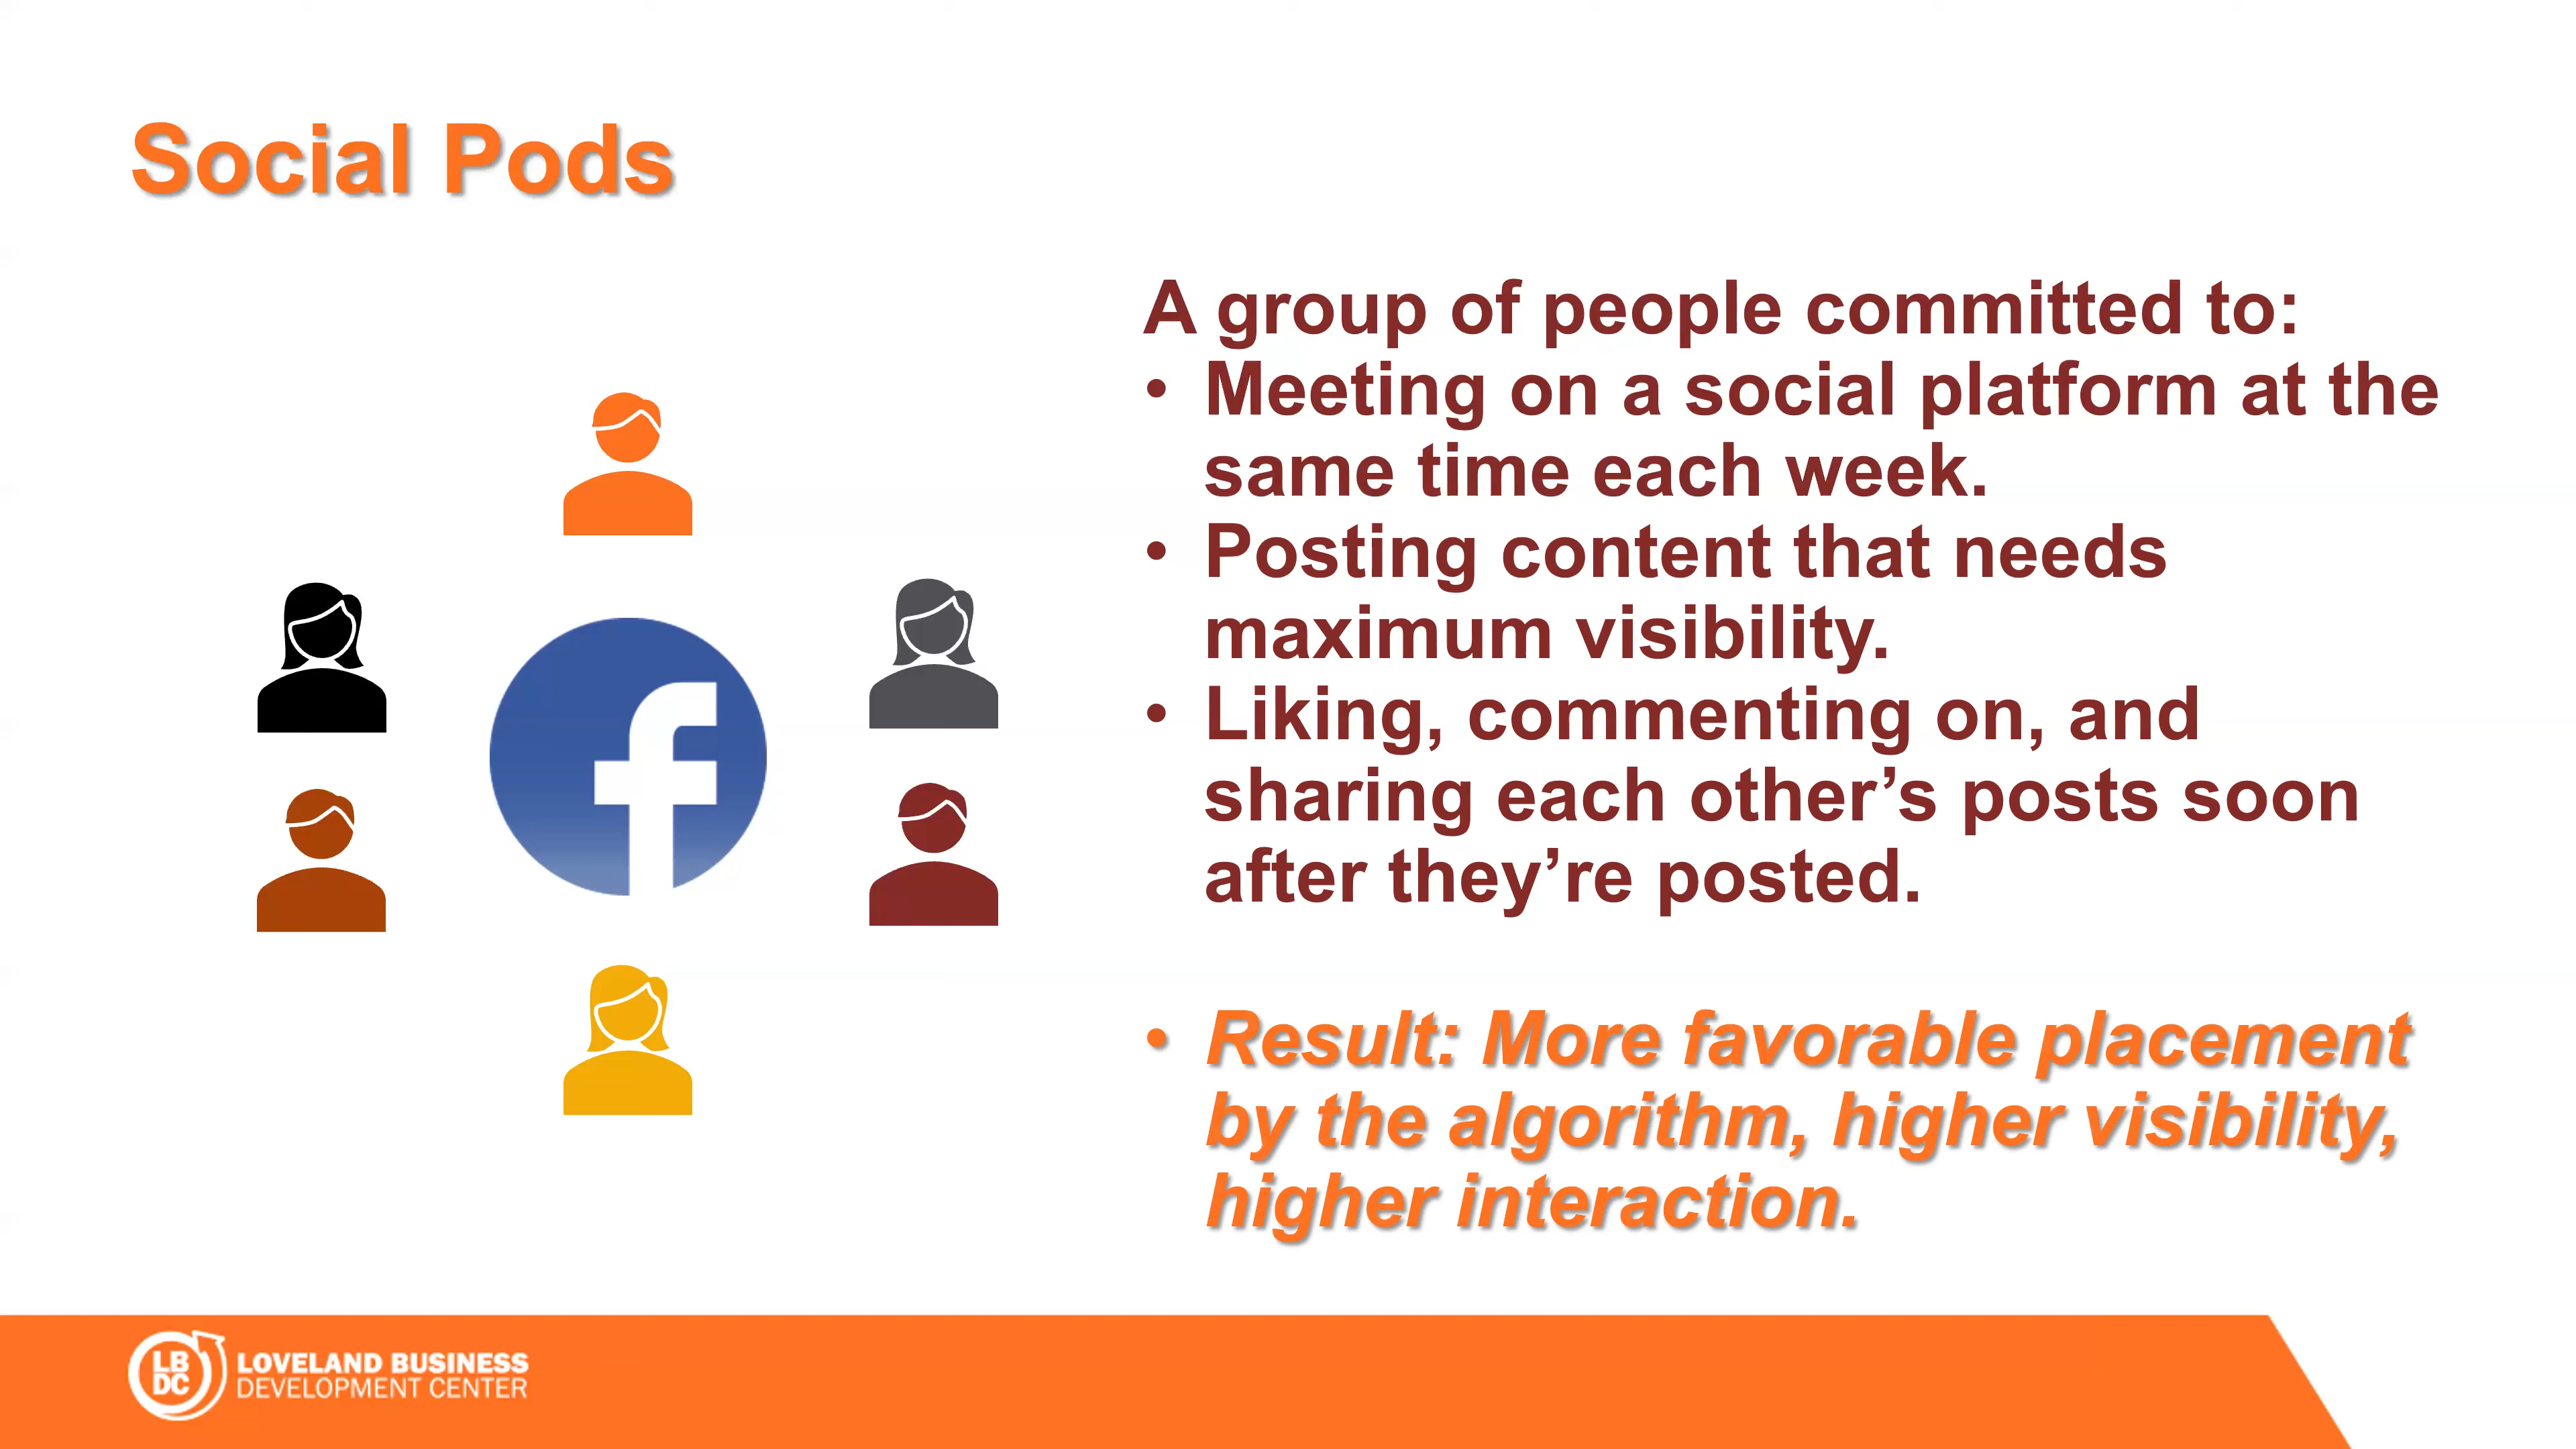 Social Pods
A group of people committed to:
• Meeting on a social platform at the
same time each week.
• Posting content that needs
maximum visibility.
• Liking, commenting on, and
sharing each other’s posts soon
after they’re posted.
• Result: More favorable placement
by the algorithm, higher visibility,
higher interaction.
f
LB
DC
LOVELAND BUSINESS
DEVELOPMENT CENTER